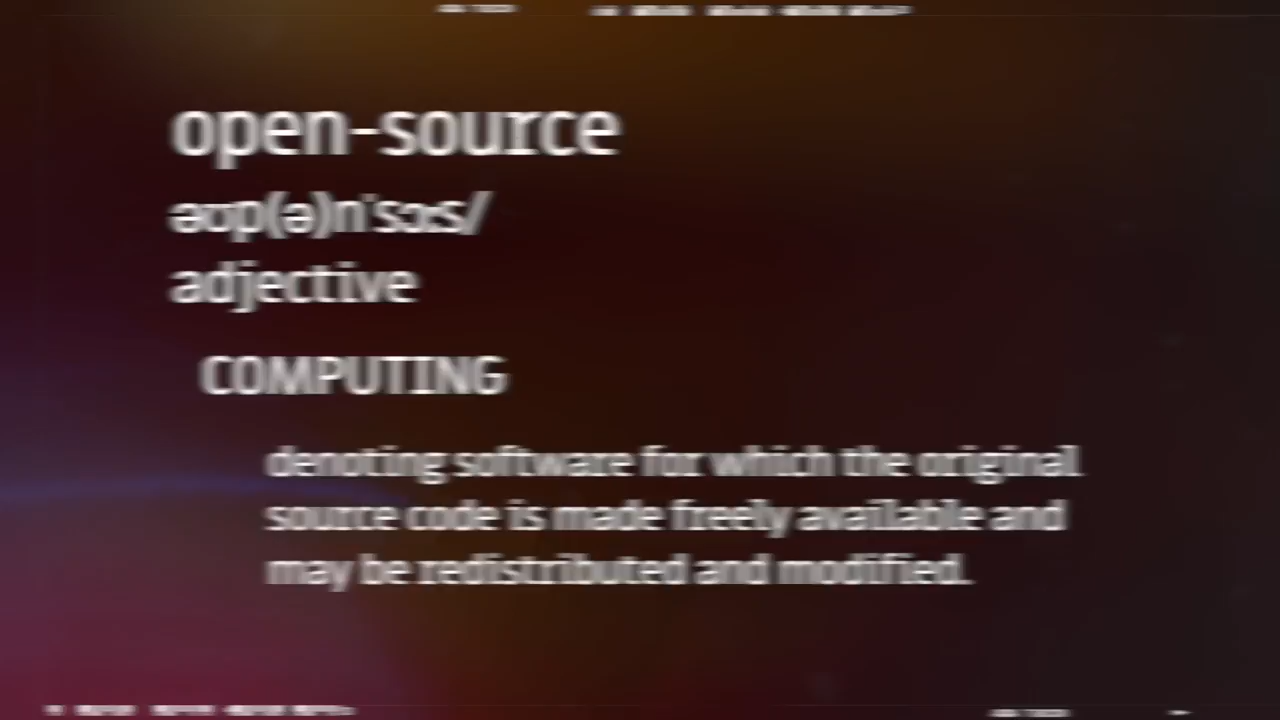 open-source
əʊp(ə)nˈsɔːs/
adjective
COMPUTING
denoting software for which the original
source code is made freely available and
may be redistributed and modified.